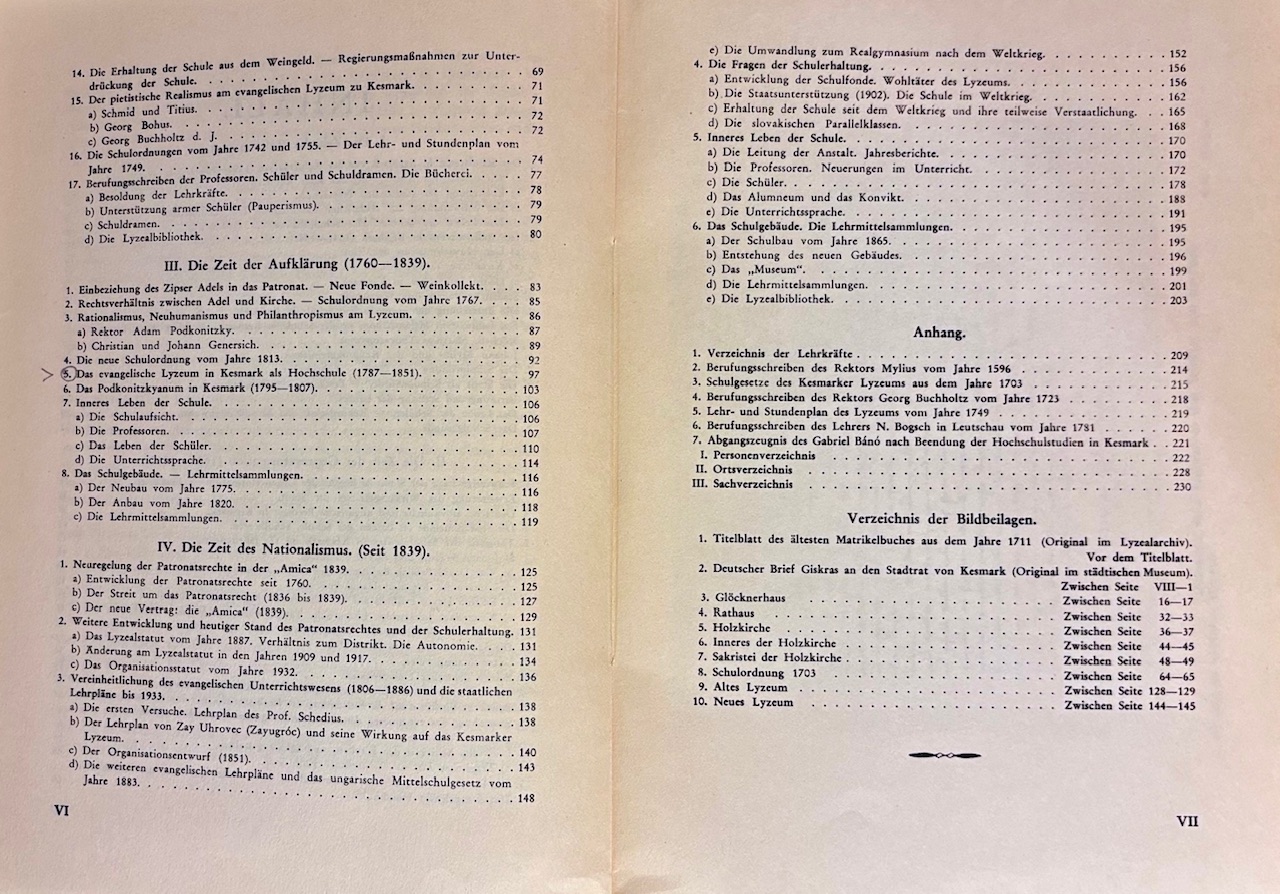 14. Die Erhaltung der Schule aus dem Weingeld. — Regierungsmaßnahmen zur Unter-
drückung der Schule. 69
15. Der pietistische Realismus am evangelischen Lyzeum zu Kesmark. 71
a) Schmid und Titius. 71
b) Georg Bohus. 72
c) Georg Buchholtz d. J. 72
16. Die Schulordnungen vom Jahre 1742 und 1755. — Der Lehr- und Stundenplan vom
Jahre 1749. 74
17. Berufungsschreiben der Professoren. Schüler und Schuldramen. Die Bücherei. 77
a) Besoldung der Lehrkräfte. 78
b) Unterstützung armer Schüler (Pauperismus). 79
c) Schuldramen. 79
d) Die Lyzealbibliothek. 80
III. Die Zeit der Aufklärung (1760—1839).
1. Einbeziehung des Zipser Adels in das Patronat. — Neue Fonde. — Weinkollekt. 83
2. Rechtsverhältnis zwischen Adel und Kirche. — Schulordnung vom Jahre 1767. 85
3. Rationalismus, Neuhumanismus und Philanthropismus am Lyzeum. 86
a) Rektor Adam Podkonitzky. 87
b) Christian und Johann Genersich. 89
4. Die neue Schulordnung vom Jahre 1813. 92
5. Das evangelische Lyzeum in Kesmark als Hochschule (1787—1851). 97
6. Das Podkonitzkyanum in Kesmark (1795—1807). 103
7. Inneres Leben der Schule. 106
a) Die Schulaufsicht. 106
b) Die Professoren. 107
c) Das Leben der Schüler. 110
d) Die Unterrichtssprache. 114
8. Das Schulgebäude. — Lehrmittelsammlungen. 116
a) Der Neubau vom Jahre 1775. 116
b) Der Anbau vom Jahre 1820. 118
c) Die Lehrmittelsammlungen. 119
IV. Die Zeit des Nationalismus. (Seit 1839).
1. Neuregelung der Patronatsrechte in der „Amica" 1839. 125
a) Entwicklung der Patronatsrechte seit 1760. 125
b) Der Streit um das Patronatsrecht (1836 bis 1839). 127
c) Der neue Vertrag: die „Amica" (1839). 129
2. Weitere Entwicklung und heutiger Stand des Patronatsrechtes und der Schulerhaltung. 131
a) Das Lyzealstatut vom Jahre 1887. Verhältnis zum Distrikt. Die Autonomie. 131
b) Änderung am Lyzealstatut in den Jahren 1909 und 1917. 134
c) Das Organisationsstatut vom Jahre 1932. 136
3. Vereinheitlichung des evangelischen Unterrichtswesens (1806—1886) und die staatlichen
Lehrpläne bis 1933. 138
a) Die ersten Versuche. Lehrplan des Prof. Schedius. 138
b) Der Lehrplan von Zay Uhrovec (Zayugróc) und seine Wirkung auf das Kesmarker
Lyzeum. 140
c) Der Organisationsentwurf (1851). 143
d) Die weiteren evangelischen Lehrpläne und das ungarische Mittelschulgesetz vom
Jahre 1883. 148
VI
e) Die Umwandlung zum Realgymnasium nach dem Weltkrieg. 152
4. Die Fragen der Schulerhaltung. 156
a) Entwicklung der Schulfonde. Wohltäter des Lyzeums. 156
b) Die Staatsunterstützung (1902). Die Schule im Weltkrieg. 162
c) Erhaltung der Schule seit dem Weltkrieg und ihre teilweise Verstaatlichung. 165
d) Die slovakischen Parallelklassen. 168
5. Inneres Leben der Schule. 170
a) Die Leitung der Anstalt. Jahresberichte. 170
b) Die Professoren. Neuerungen im Unterricht. 172
c) Die Schüler. 178
d) Das Alumneum und das Konvikt. 188
e) Die Unterrichtssprache. 191
6. Das Schulgebäude. Die Lehrmittelsammlungen. 195
a) Der Schulbau vom Jahre 1865. 195
b) Entstehung des neuen Gebäudes. 196
c) Das „Museum". 199
d) Die Lehrmittelsammlungen. 201
e) Die Lyzealbibliothek. 203
Anhang.
1. Verzeichnis der Lehrkräfte 209
2. Berufungsschreiben des Rektors Mylius vom Jahre 1596 214
3. Schulgesetze des Kesmarker Lyzeums aus dem Jahre 1703 215
4. Berufungsschreiben des Rektors Georg Buchholtz vom Jahre 1723 218
5. Lehr- und Stundenplan des Lyzeums vom Jahre 1749 219
6. Berufungsschreiben des Lehrers N. Bogsch in Leutschau vom Jahre 1781 220
7. Abgangszeugnis des Gabriel Bánó nach Beendung der Hochschulstudien in Kesmark 221
I. Personenverzeichnis 222
II. Ortsverzeichnis 228
III. Sachverzeichnis 230
Verzeichnis der Bildbeilagen.
1. Titelblatt des ältesten Matrikelbuches aus dem Jahre 1711 (Original im Lyzealarchiv).
Vor dem Titelblatt.
2. Deutscher Brief Giskras an den Stadtrat von Kesmark (Original im städtischen Museum).
Zwischen Seite VIII—1
3. Glöcknerhaus Zwischen Seite 16—17
4. Rathaus Zwischen Seite 32—33
5. Holzkirche Zwischen Seite 36—37
6. Inneres der Holzkirche Zwischen Seite 44—45
7. Sakristei der Holzkirche Zwischen Seite 48—49
8. Schulordnung 1703 Zwischen Seite 64—65
9. Altes Lyzeum Zwischen Seite 128—129
10. Neues Lyzeum Zwischen Seite 144—145
VII